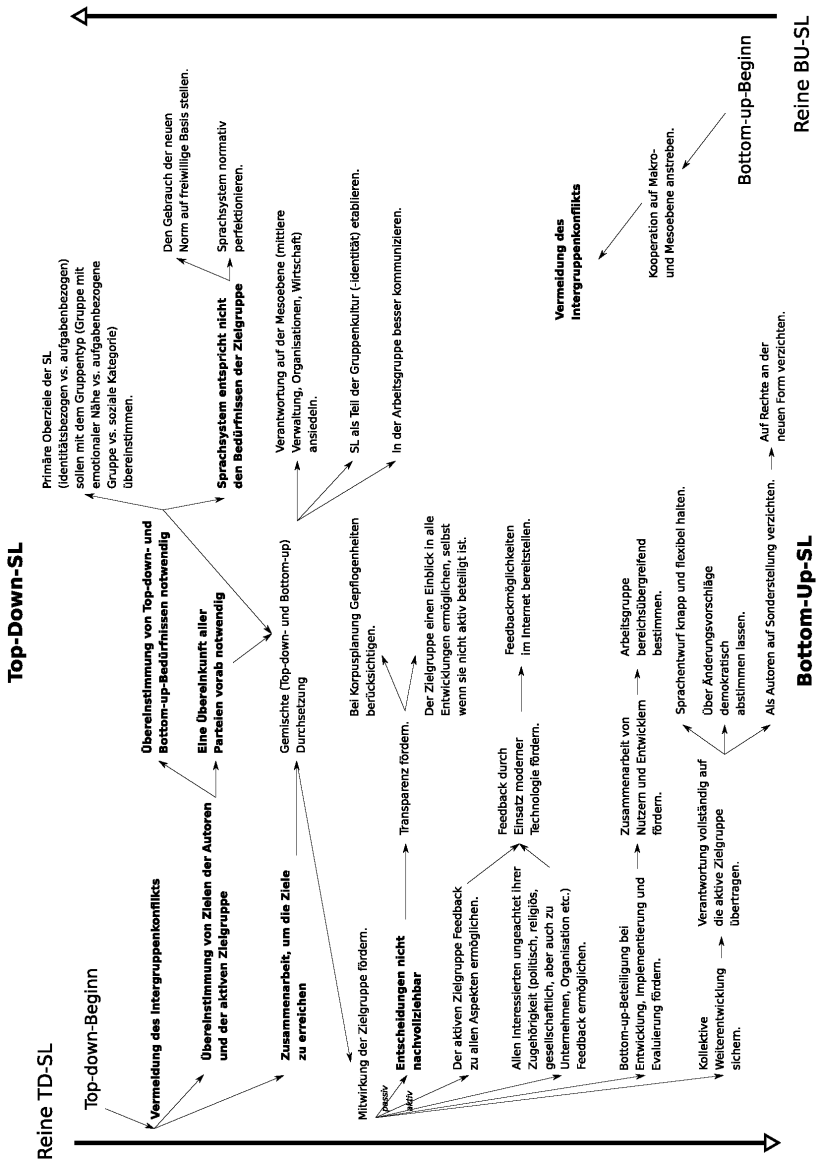 Reine TD-SL
Top-Down-SL
Top-down-Beginn
Vermeidung des Intergruppenkonflikts
Übereinstimmung von Zielen der Autoren
und der aktiven Zielgruppe
Zusammenarbeit, um die Ziele
zu erreichen
Übereinstimmung von Top-down- und
Bottom-up-Bedürfnissen notwendig
Eine Übereinkunft aller
Parteien vorab notwendig
Gemischte (Top-down- und Bottom-up)
Durchsetzung
Primäre Oberziele der SL
(identitätsbezogen vs. aufgabenbezogen)
sollen mit dem Gruppentyp (Gruppe mit
emotionaler Nähe vs. aufgabenbezogene
Gruppe vs. soziale Kategorie)
übereinstimmen.
Sprachsystem entspricht nicht
den Bedürfnissen der Zielgruppe
Den Gebrauch der neuen
Norm auf freiwillige Basis stellen.
Sprachsystem normativ
perfektionieren.
Verantwortung auf der Mesoebene (mittlere
Verwaltung, Organisationen, Wirtschaft)
ansiedeln.
SL als Teil der Gruppenkultur (-identität) etablieren.
In der Arbeitsgruppe besser kommunizieren.
Mitwirkung der Zielgruppe fördern.
passiv
aktiv
Entscheidungen nicht
nachvollziehbar
Transparenz fördern.
Bei Korpusplanung Gepflogenheiten
berücksichtigen.
Der Zielgruppe einen Einblick in alle
Entwicklungen ermöglichen, selbst
wenn sie nicht aktiv beteiligt ist.
Der aktiven Zielgruppe Feedback
zu allen Aspekten ermöglichen.
Allen Interessierten ungeachtet ihrer
Zugehörigkeit (politisch, religiös,
gesellschaftlich, aber auch zu
Unternehmen, Organisation etc.)
Feedback ermöglichen.
Feedback durch
Einsatz moderner
Technologie fördern.
Feedbackmöglichkeiten
im Internet bereitstellen.
Bottom-up-Beteiligung bei
Entwicklung, Implementierung und
Evaluierung fördern.
Zusammenarbeit von
Nutzern und Entwicklern
fördern.
Arbeitsgruppe
bereichsübergreifend
bestimmen.
Kollektive
Weiterentwicklung
sichern.
Verantwortung vollständig auf
die aktive Zielgruppe
übertragen.
Sprachentwurf knapp und flexibel halten.
Über Änderungsvorschläge
demokratisch
abstimmen lassen.
Als Autoren auf Sonderstellung verzichten.
Auf Rechte an der
neuen Form verzichten.
Vermeidung des
Intergruppenkonflikts
Kooperation auf Makro-
und Mesoebene anstreben.
Bottom-up-Beginn
Bottom-Up-SL
Reine BU-SL